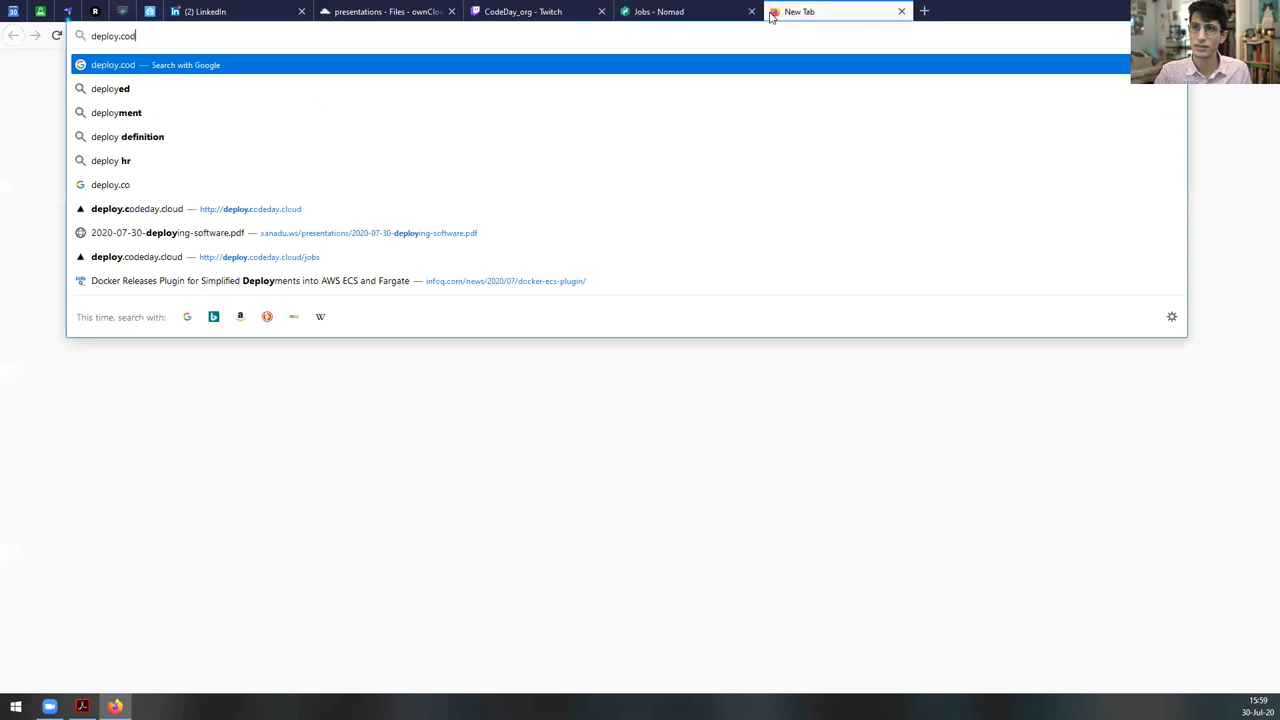 (2) LinkedIn
presentations - Files - ownClou
CodeDay_org - Twitch
Jobs - Nomad
New Tab
deploy.cod
deploy.cod — Search with Google
deployed
deployment
deploy definition
deploy hr
deploy.co
deploy.codeday.cloud — http://deploy.codeday.cloud
2020-07-30-deploying-software.pdf — xanadu.ws/presentations/2020-07-30-deploying-software.pdf
deploy.codeday.cloud — http://deploy.codeday.cloud/jobs
Docker Releases Plugin for Simplified Deployments into AWS ECS and Fargate — infoq.com/news/2020/07/docker-ecs-plugin/
This time, search with:
15:59
30-Jul-20